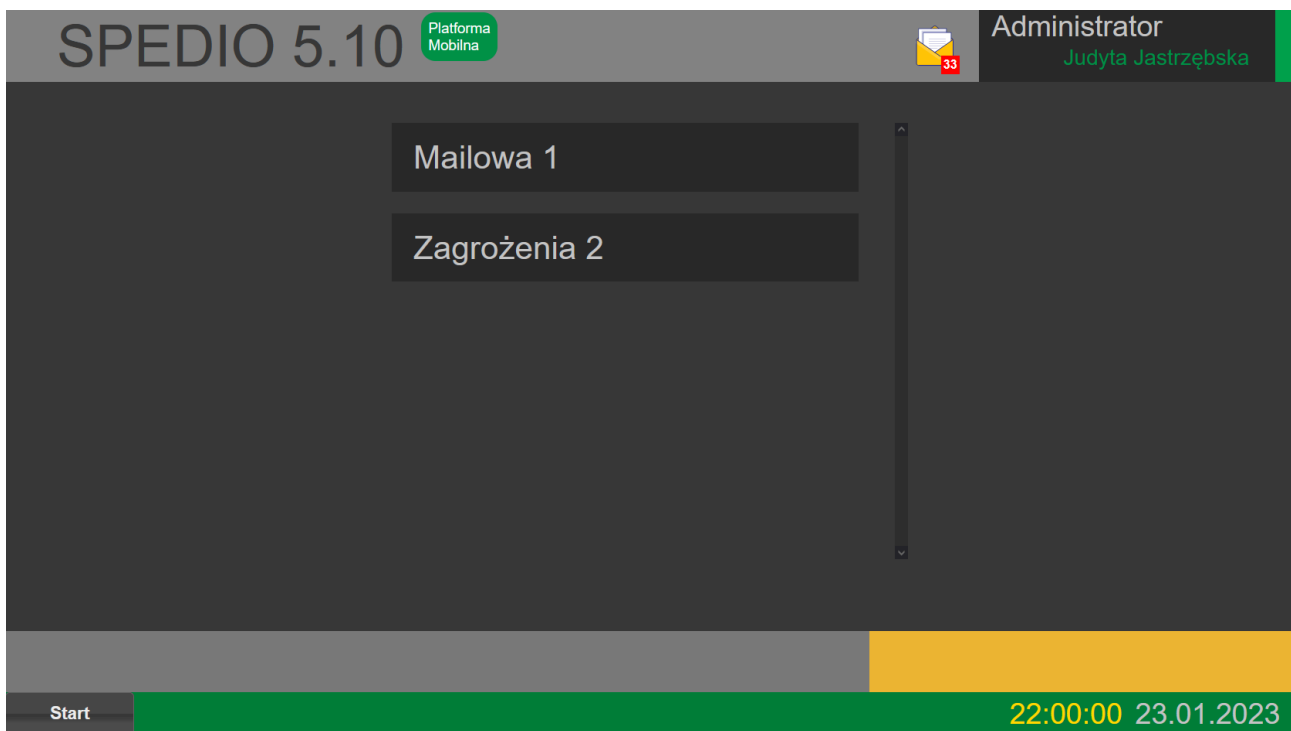 SPEDIO 5.10
Platforma
Mobilna
33
Administrator
Judyta Jastrzębska
Mailowa 1
Zagrożenia 2
Start
22:00:00 23.01.2023